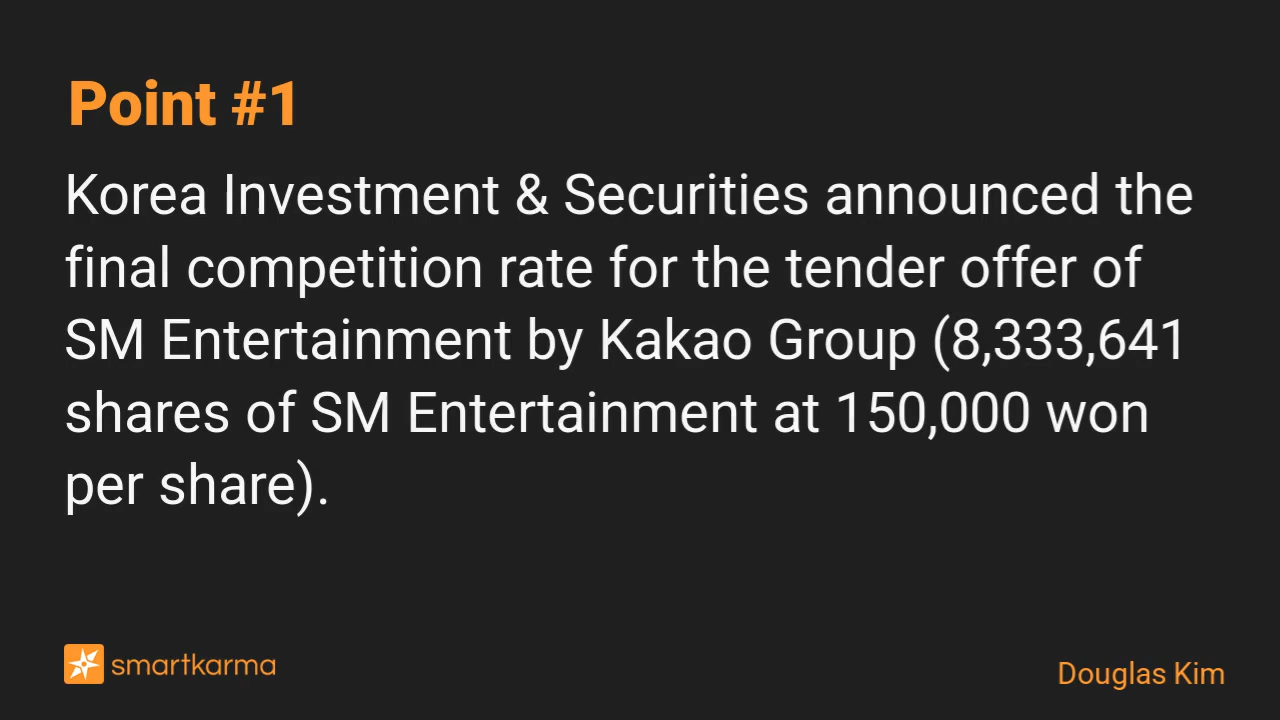 Point #1
Korea Investment & Securities announced the
final competition rate for the tender offer of
SM Entertainment by Kakao Group (8,333,641
shares of SM Entertainment at 150,000 won
per share).
smartkarma
Douglas Kim